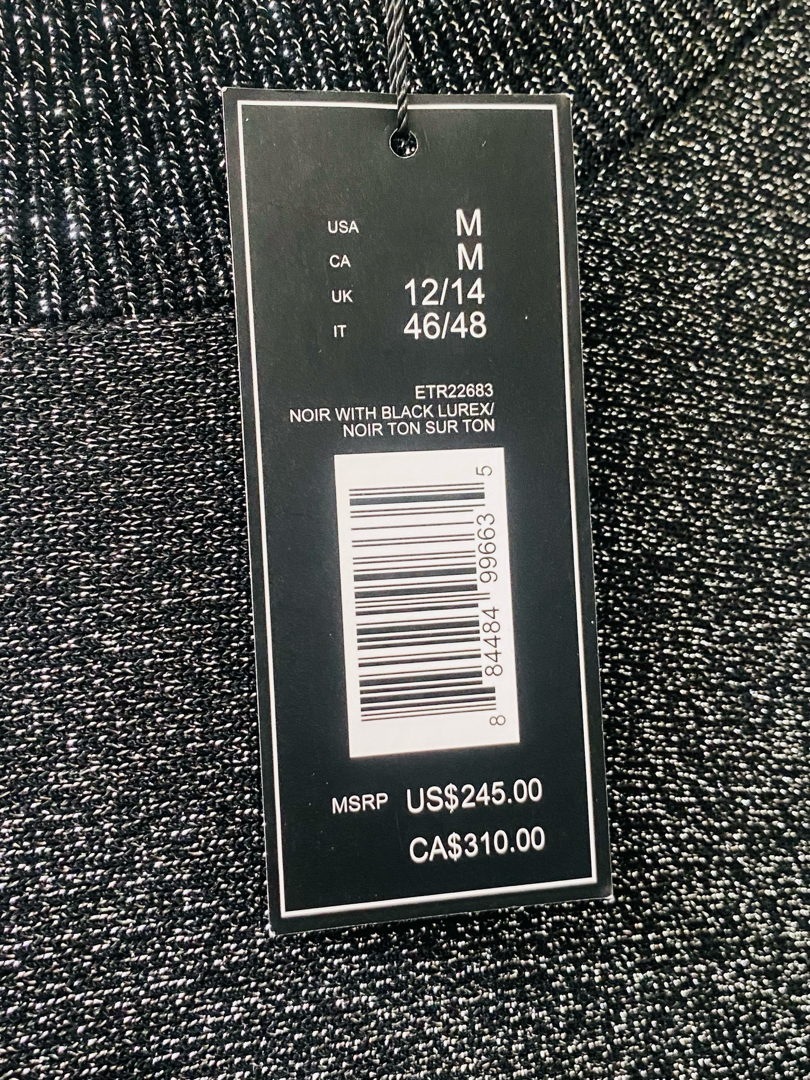 USA M
CA M
UK 12/14
IT 46/48
ETR22683
NOIR WITH BLACK LUREX/
NOIR TON SUR TON
8 84484 99663 5
MSRP US$245.00
CA$310.00